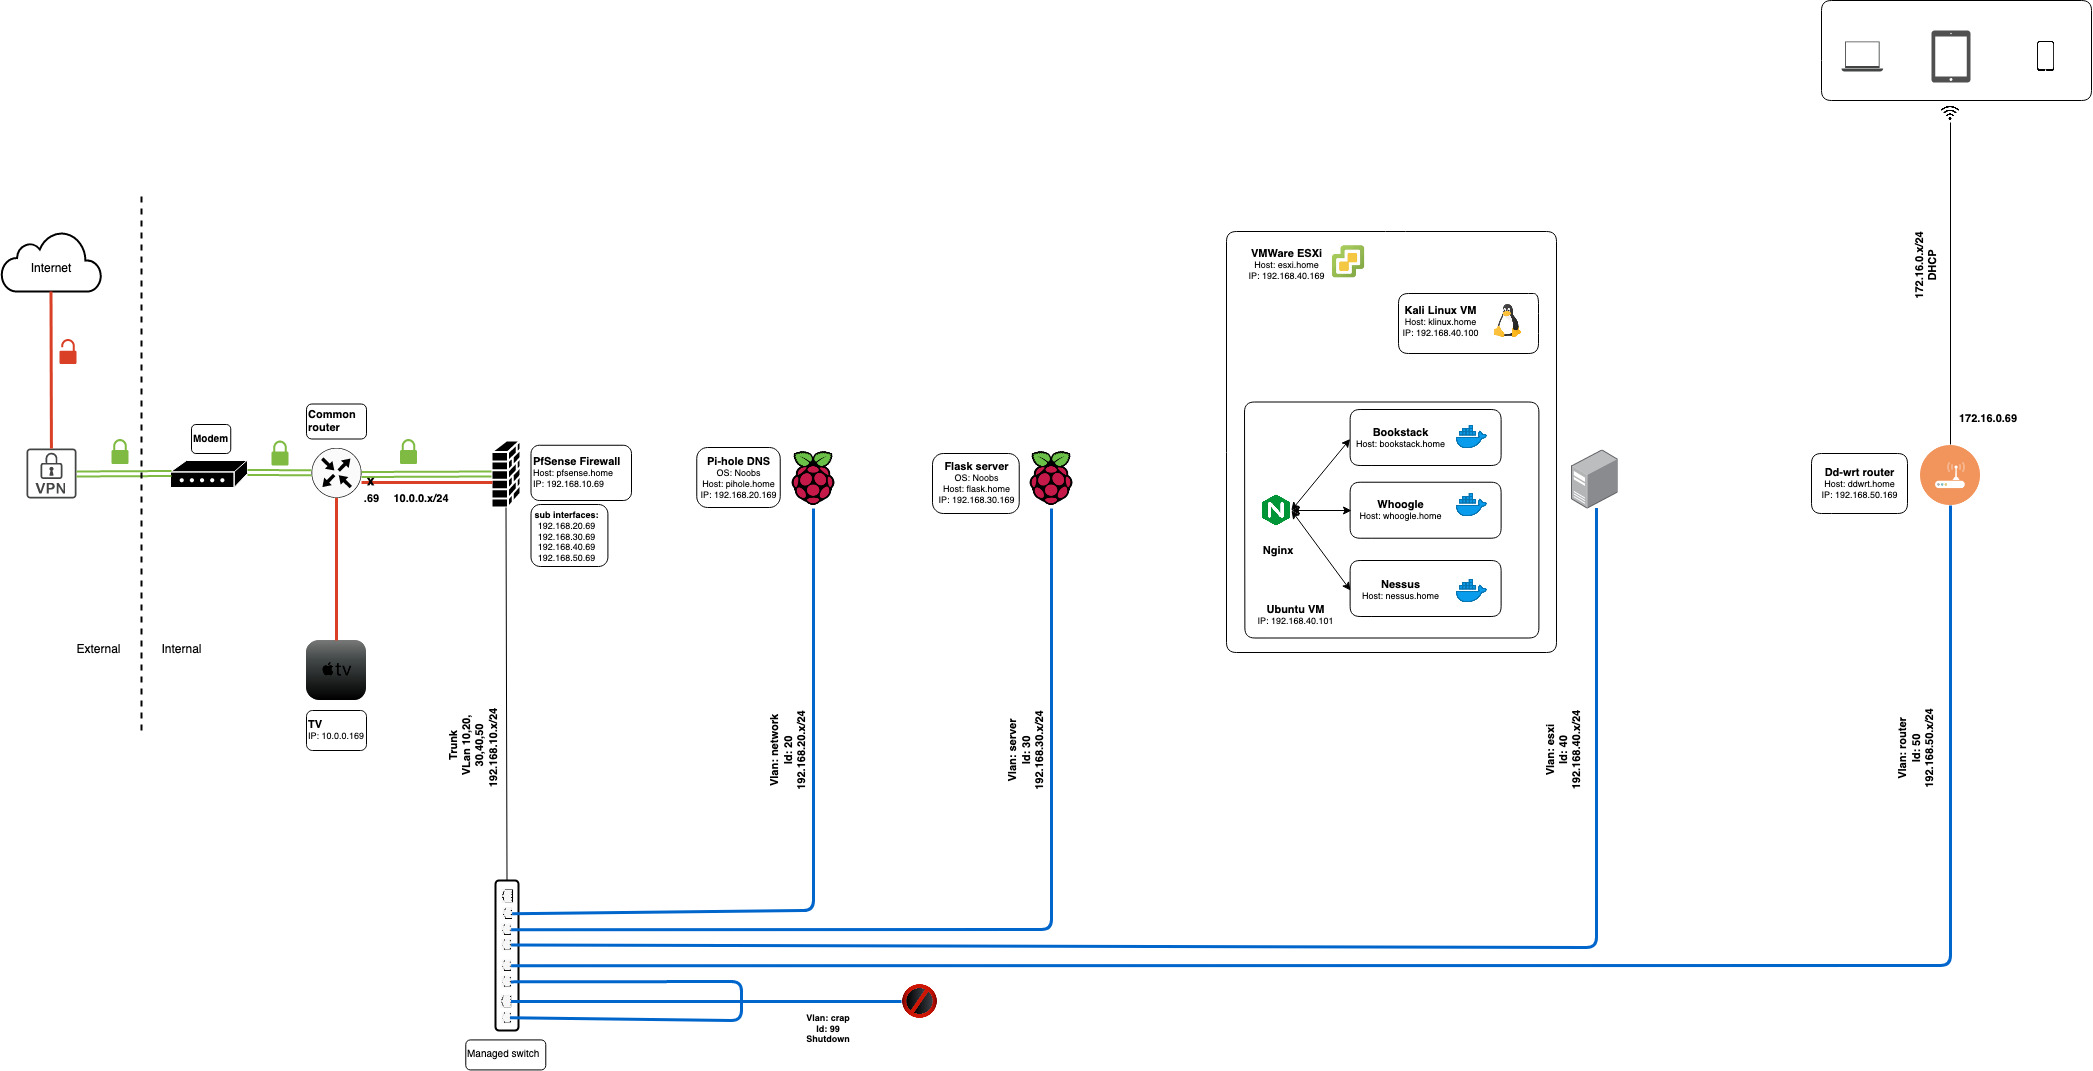 Internet
VPN
External
Internal
Modem
Common
router
x
.69
10.0.0.x/24
tv
TV
IP: 10.0.0.169
PfSense Firewall
Host: pfsense.home
IP: 192.168.10.69
sub interfaces:
192.168.20.69
192.168.30.69
192.168.40.69
192.168.50.69
Trunk
VLan 10,20,
30,40,50
192.168.10.x/24
Managed switch
Pi-hole DNS
OS: Noobs
Host: pihole.home
IP: 192.168.20.169
Vlan: network
Id: 20
192.168.20.x/24
Flask server
OS: Noobs
Host: flask.home
IP: 192.168.30.169
Vlan: server
Id: 30
192.168.30.x/24
Vlan: crap
Id: 99
Shutdown
VMWare ESXi
Host: esxi.home
IP: 192.168.40.169
Kali Linux VM
Host: klinux.home
IP: 192.168.40.100
Bookstack
Host: bookstack.home
Whoogle
Host: whoogle.home
Nessus
Host: nessus.home
N
Nginx
Ubuntu VM
IP: 192.168.40.101
Vlan: esxi
Id: 40
192.168.40.x/24
172.16.0.x/24
DHCP
172.16.0.69
Dd-wrt router
Host: ddwrt.home
IP: 192.168.50.169
Vlan: router
Id: 50
192.168.50.x/24